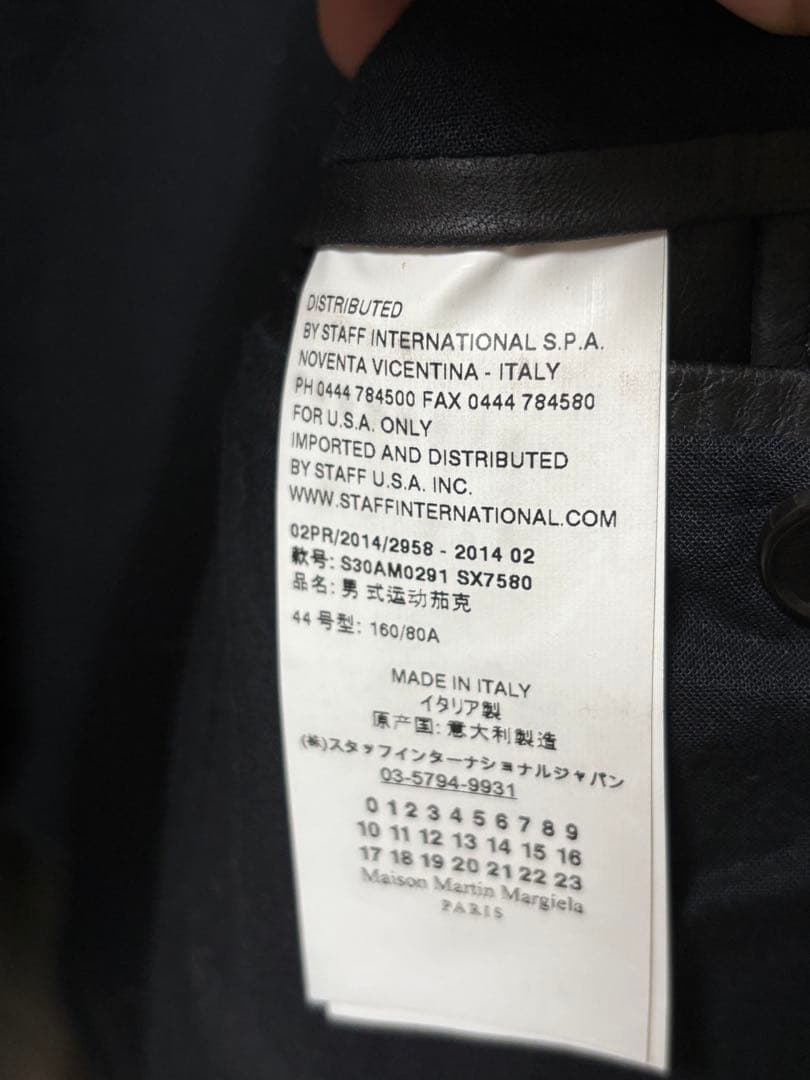 DISTRIBUTED
BY STAFF INTERNATIONAL S.P.A.
NOVENTA VICENTINA - ITALY
PH 0444 784500 FAX 0444 784580
FOR U.S.A. ONLY
IMPORTED AND DISTRIBUTED
BY STAFF U.S.A. INC.
WWW.STAFFINTERNATIONAL.COM
02PR/2014/2958 - 2014 02
款号: S30AM0291 SX7580
品名: 男 式运动茄克
44 号型: 160/80A
MADE IN ITALY
イタリア製
原产国: 意大利製造
(株)スタッフインターナショナルジャパン
03-5794-9931
0 1 2 3 4 5 6 7 8 9
10 11 12 13 14 15 16
17 18 19 20 21 22 23
Maison Martin Margiela
PARIS